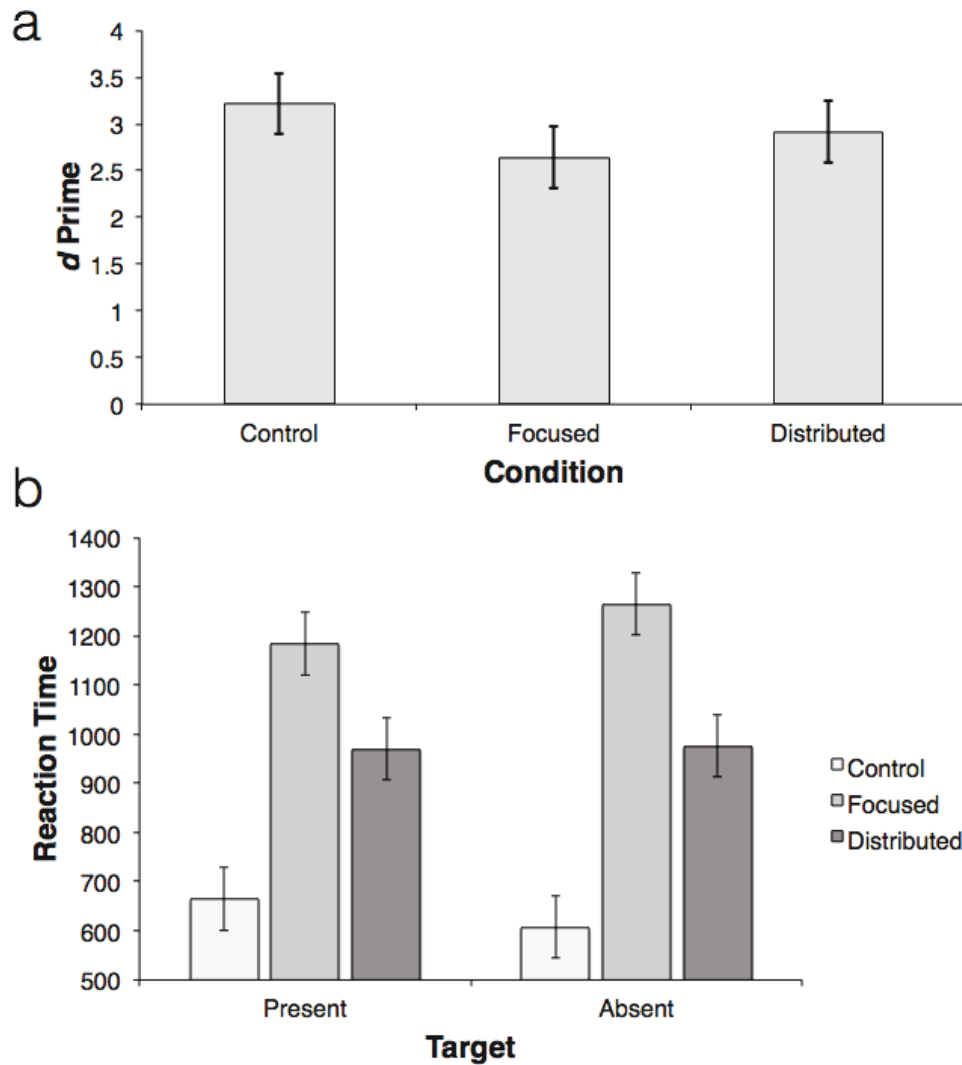 a
4
3.5
3
2.5
2
1.5
1
0.5
0
d Prime
Control Focused Distributed
Condition
b
1400
1300
1200
1100
1000
900
800
700
600
500
Reaction Time
Control
Focused
Distributed
Present Absent
Target